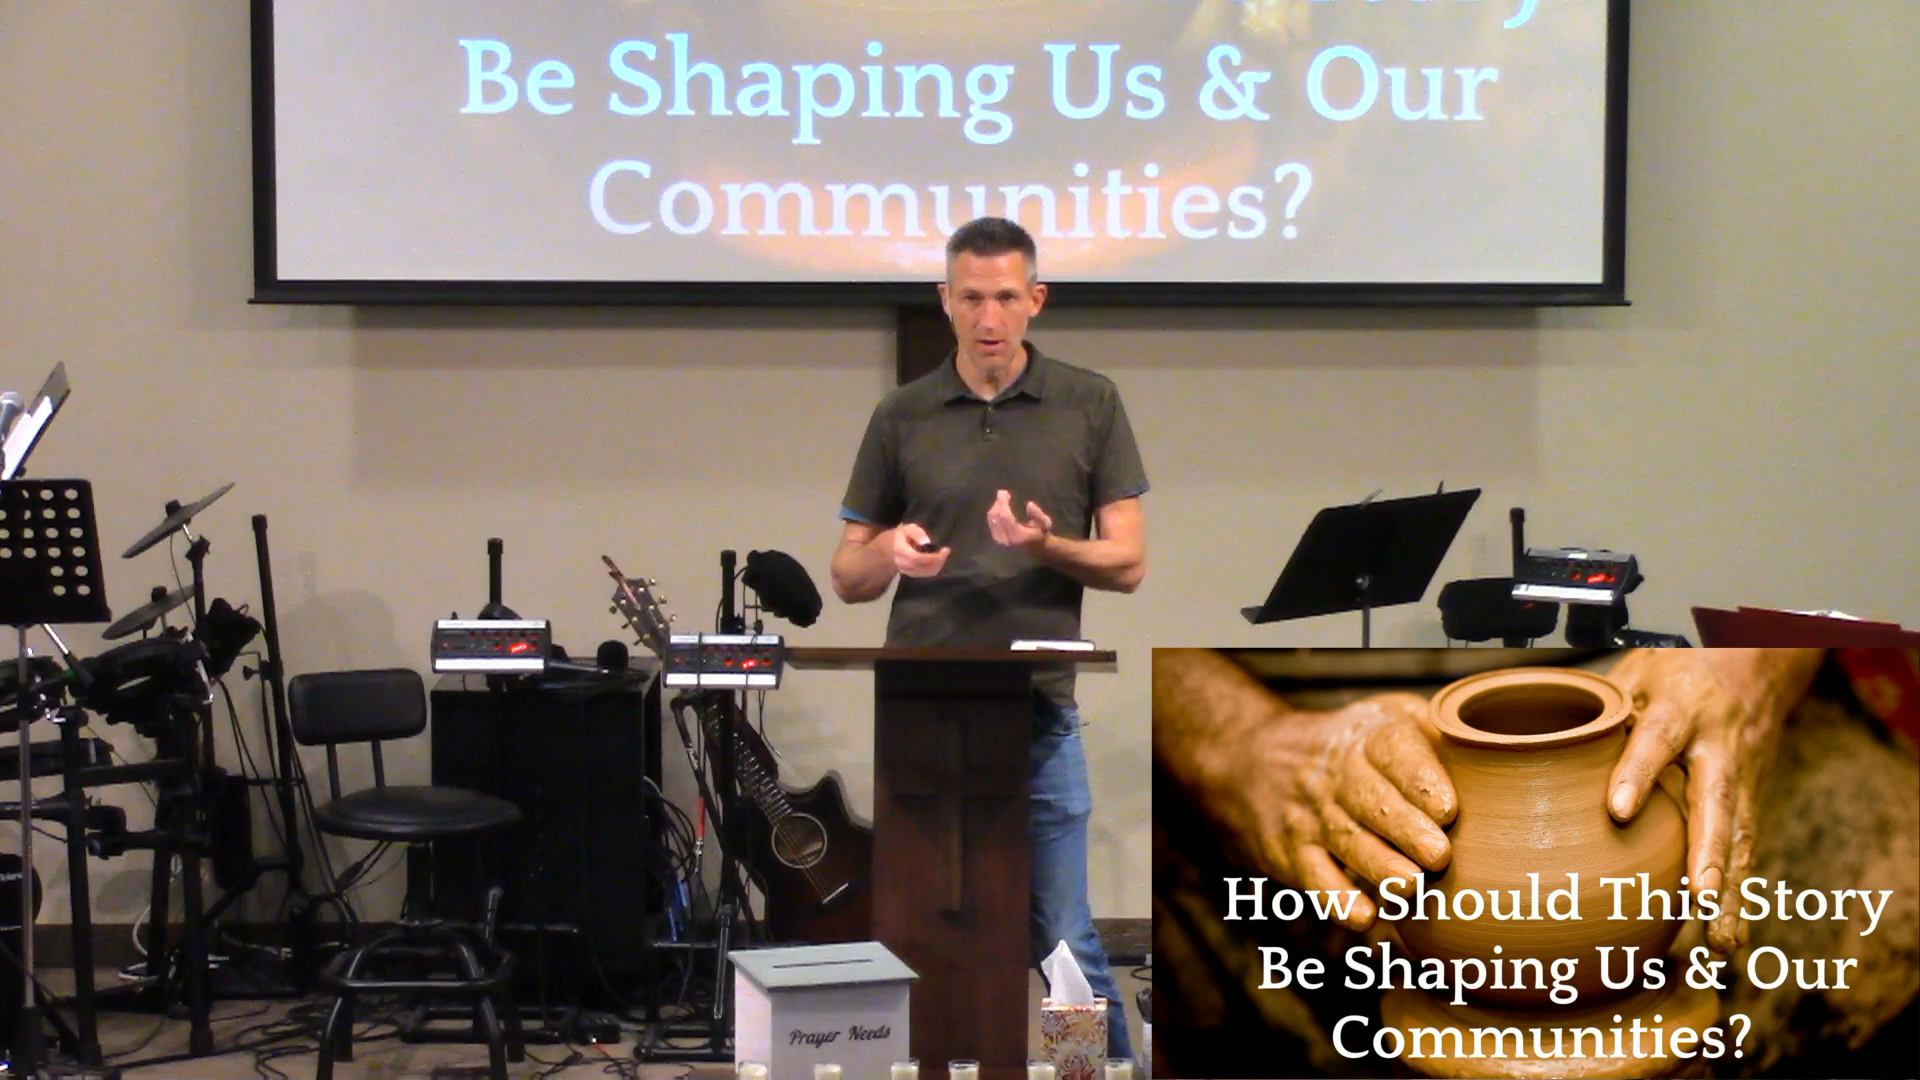 Be Shaping Us & Our
Communities?
Prayer Needs
How Should This Story
Be Shaping Us & Our
Communities?